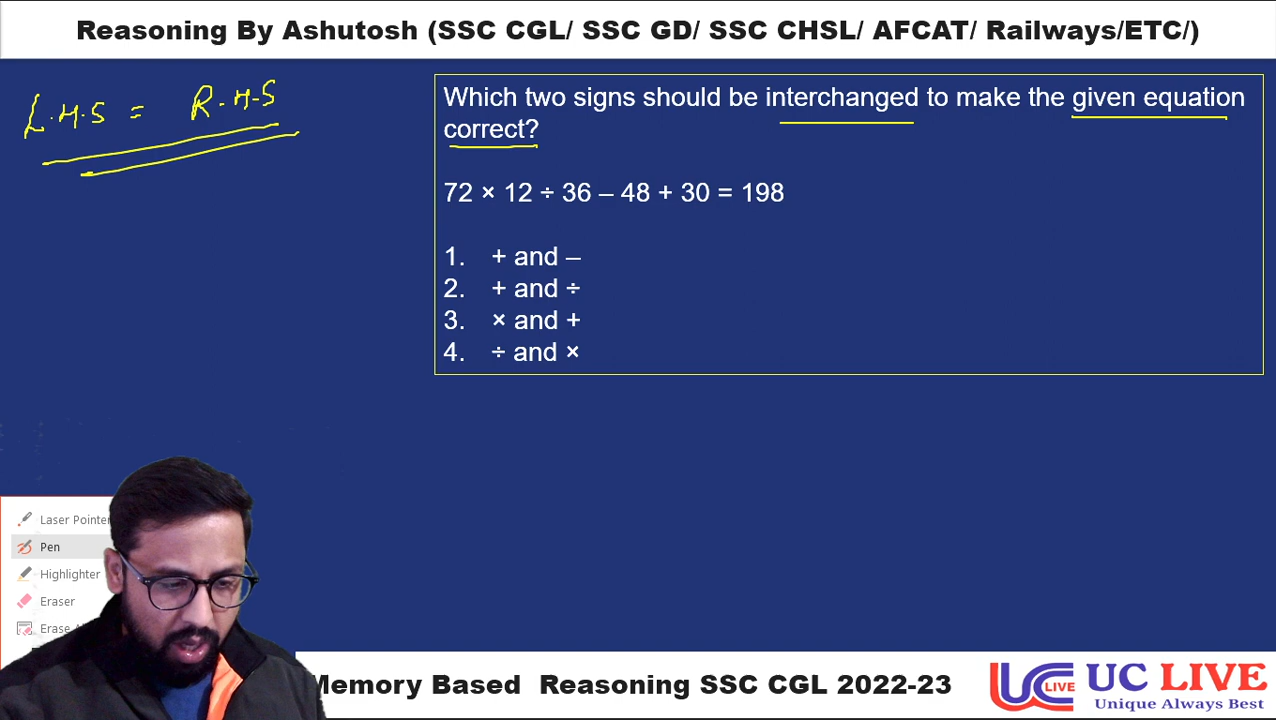 Reasoning By Ashutosh (SSC CGL/ SSC GD/ SSC CHSL/ AFCAT/ Railways/ETC/)
L.H.S = R.H.S
Which two signs should be interchanged to make the given equation
correct?
72 × 12 ÷ 36 – 48 + 30 = 198
1. + and –
2. + and ÷
3. × and +
4. ÷ and ×
Laser Pointer
Pen
Highlighter
Eraser
Erase
Memory Based Reasoning SSC CGL 2022-23
UC LIVE UC LIVE
Unique Always Best